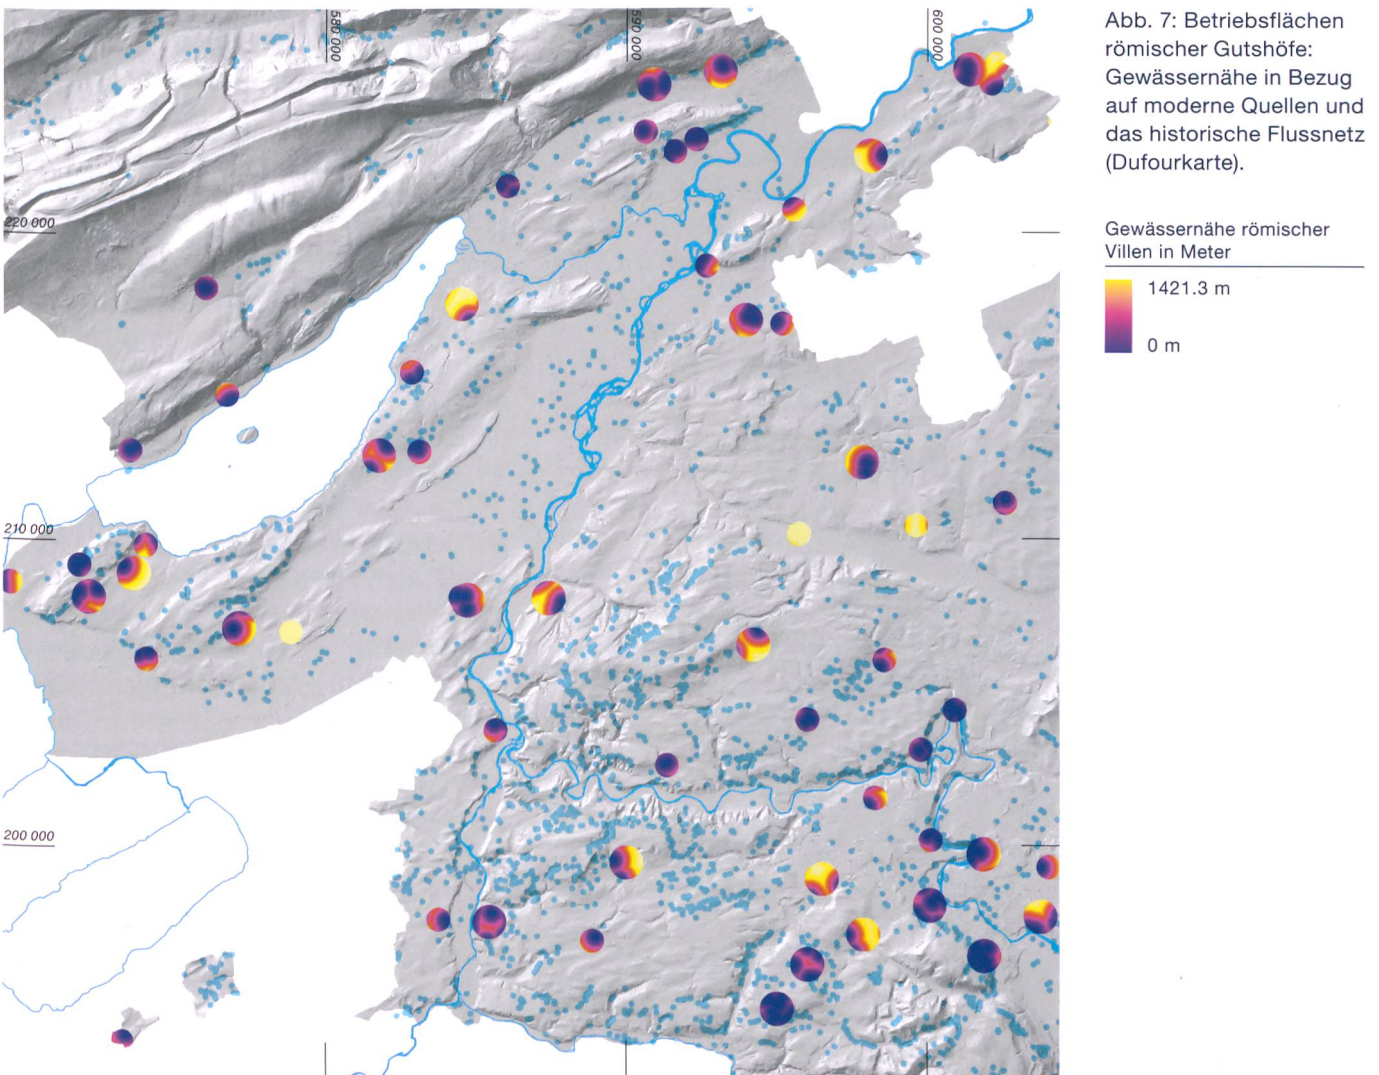 580 000
590 000
600 000
220 000
210 000
200 000
Abb. 7: Betriebsflächen
römischer Gutshöfe:
Gewässernähe in Bezug
auf moderne Quellen und
das historische Flussnetz
(Dufourkarte).
Gewässernähe römischer
Villen in Meter
1421.3 m
0 m